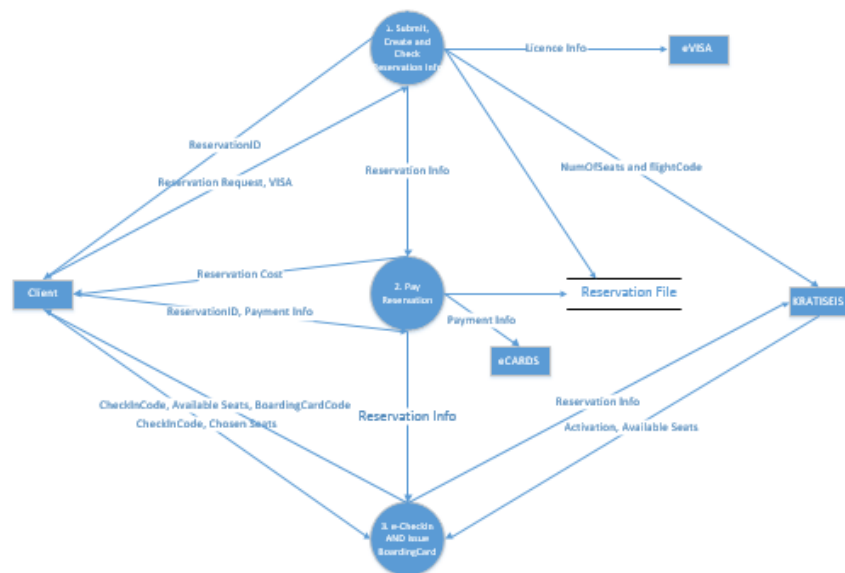 1. Submit,
Create and
Check
Reservation Info
Licence Info
eVISA
ReservationID
Reservation Request, VISA
Reservation Info
NumOfSeats and flightCode
Reservation Cost
Client
2. Pay
Reservation
Reservation File
KRATISEIS
ReservationID, Payment Info
Payment Info
eCARDS
CheckInCode, Available Seats, BoardingCardCode
CheckInCode, Chosen Seats
Reservation Info
Reservation Info
Activation, Available Seats
3. e-CheckIn
AND Issue
BoardingCard